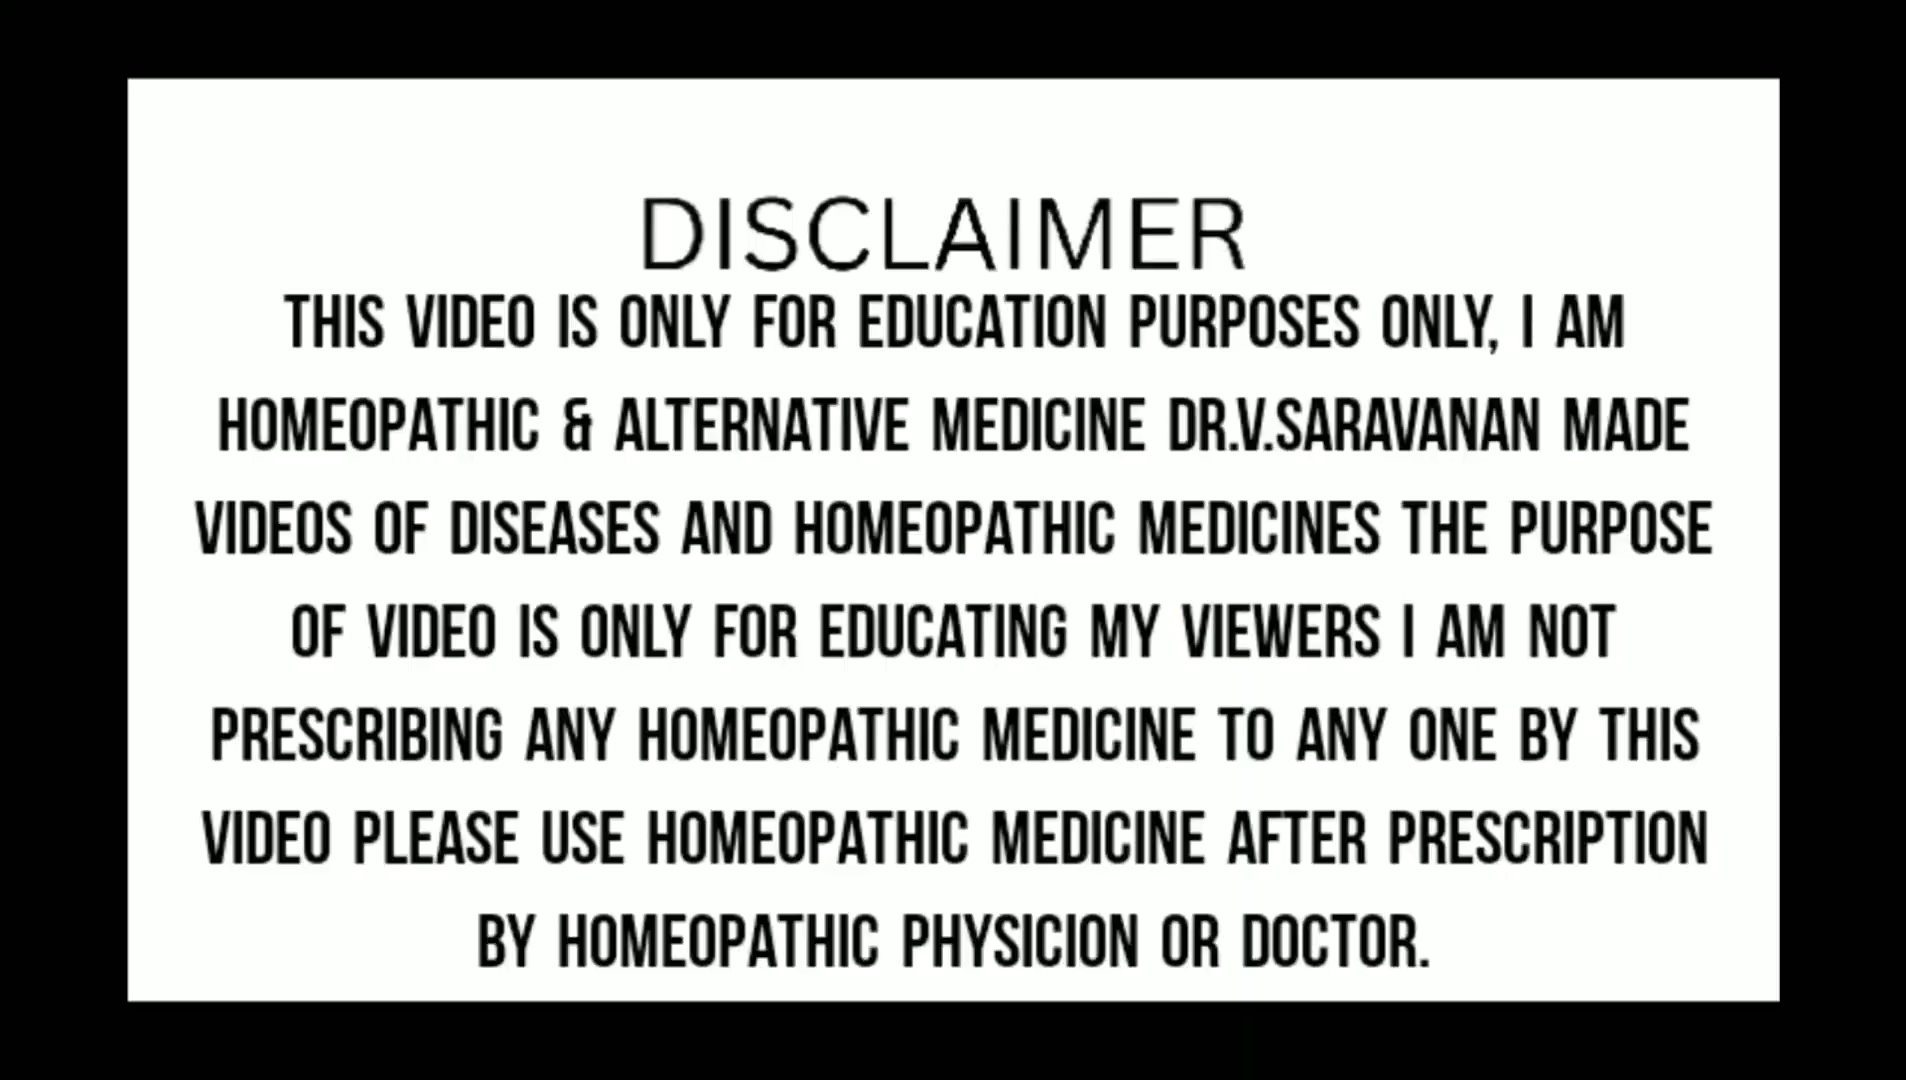 DISCLAIMER
THIS VIDEO IS ONLY FOR EDUCATION PURPOSES ONLY, I AM
HOMEOPATHIC & ALTERNATIVE MEDICINE DR.V.SARAVANAN MADE
VIDEOS OF DISEASES AND HOMEOPATHIC MEDICINES THE PURPOSE
OF VIDEO IS ONLY FOR EDUCATING MY VIEWERS I AM NOT
PRESCRIBING ANY HOMEOPATHIC MEDICINE TO ANY ONE BY THIS
VIDEO PLEASE USE HOMEOPATHIC MEDICINE AFTER PRESCRIPTION
BY HOMEOPATHIC PHYSICION OR DOCTOR.